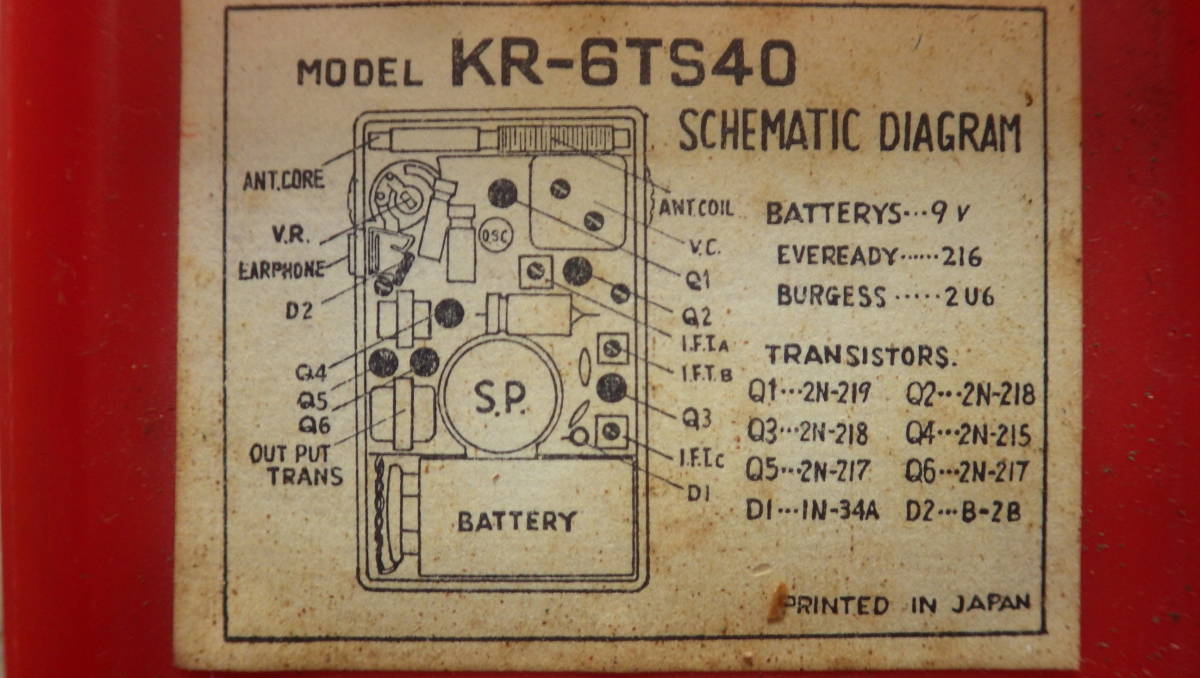 MODEL KR-6TS40
SCHEMATIC DIAGRAM
ANT.CORE
V.R.
EARPHONE
D2
Q4
Q5
Q6
OUT PUT
TRANS
OSC
S.P.
BATTERY
ANT.COIL
V.C.
Q1
Q2
I.F.T.A
I.F.T.B
Q3
I.F.T.C
D1
BATTERYS...9V
EVEREADY......216
BURGESS.....2U6
TRANSISTORS.
Q1...2N-219 Q2...2N-218
Q3...2N-218 Q4...2N-215
Q5...2N-217 Q6...2N-217
D1...1N-34A D2...B-2B
PRINTED IN JAPAN